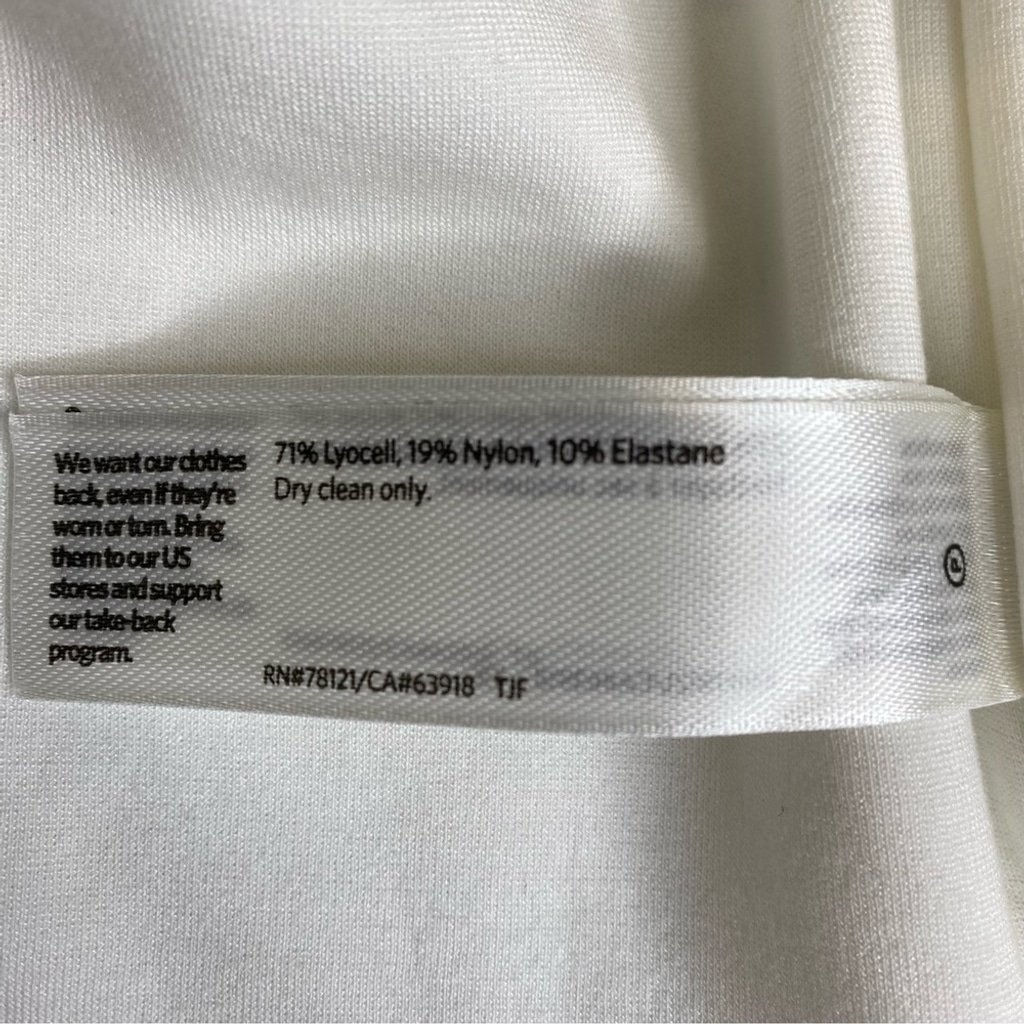 We want our clothes
back, even if they're
worn or torn. Bring
them to our US
stores and support
our take-back
program.
71% Lyocell, 19% Nylon, 10% Elastane
Dry clean only.
RN#78121/CA#63918 TJF